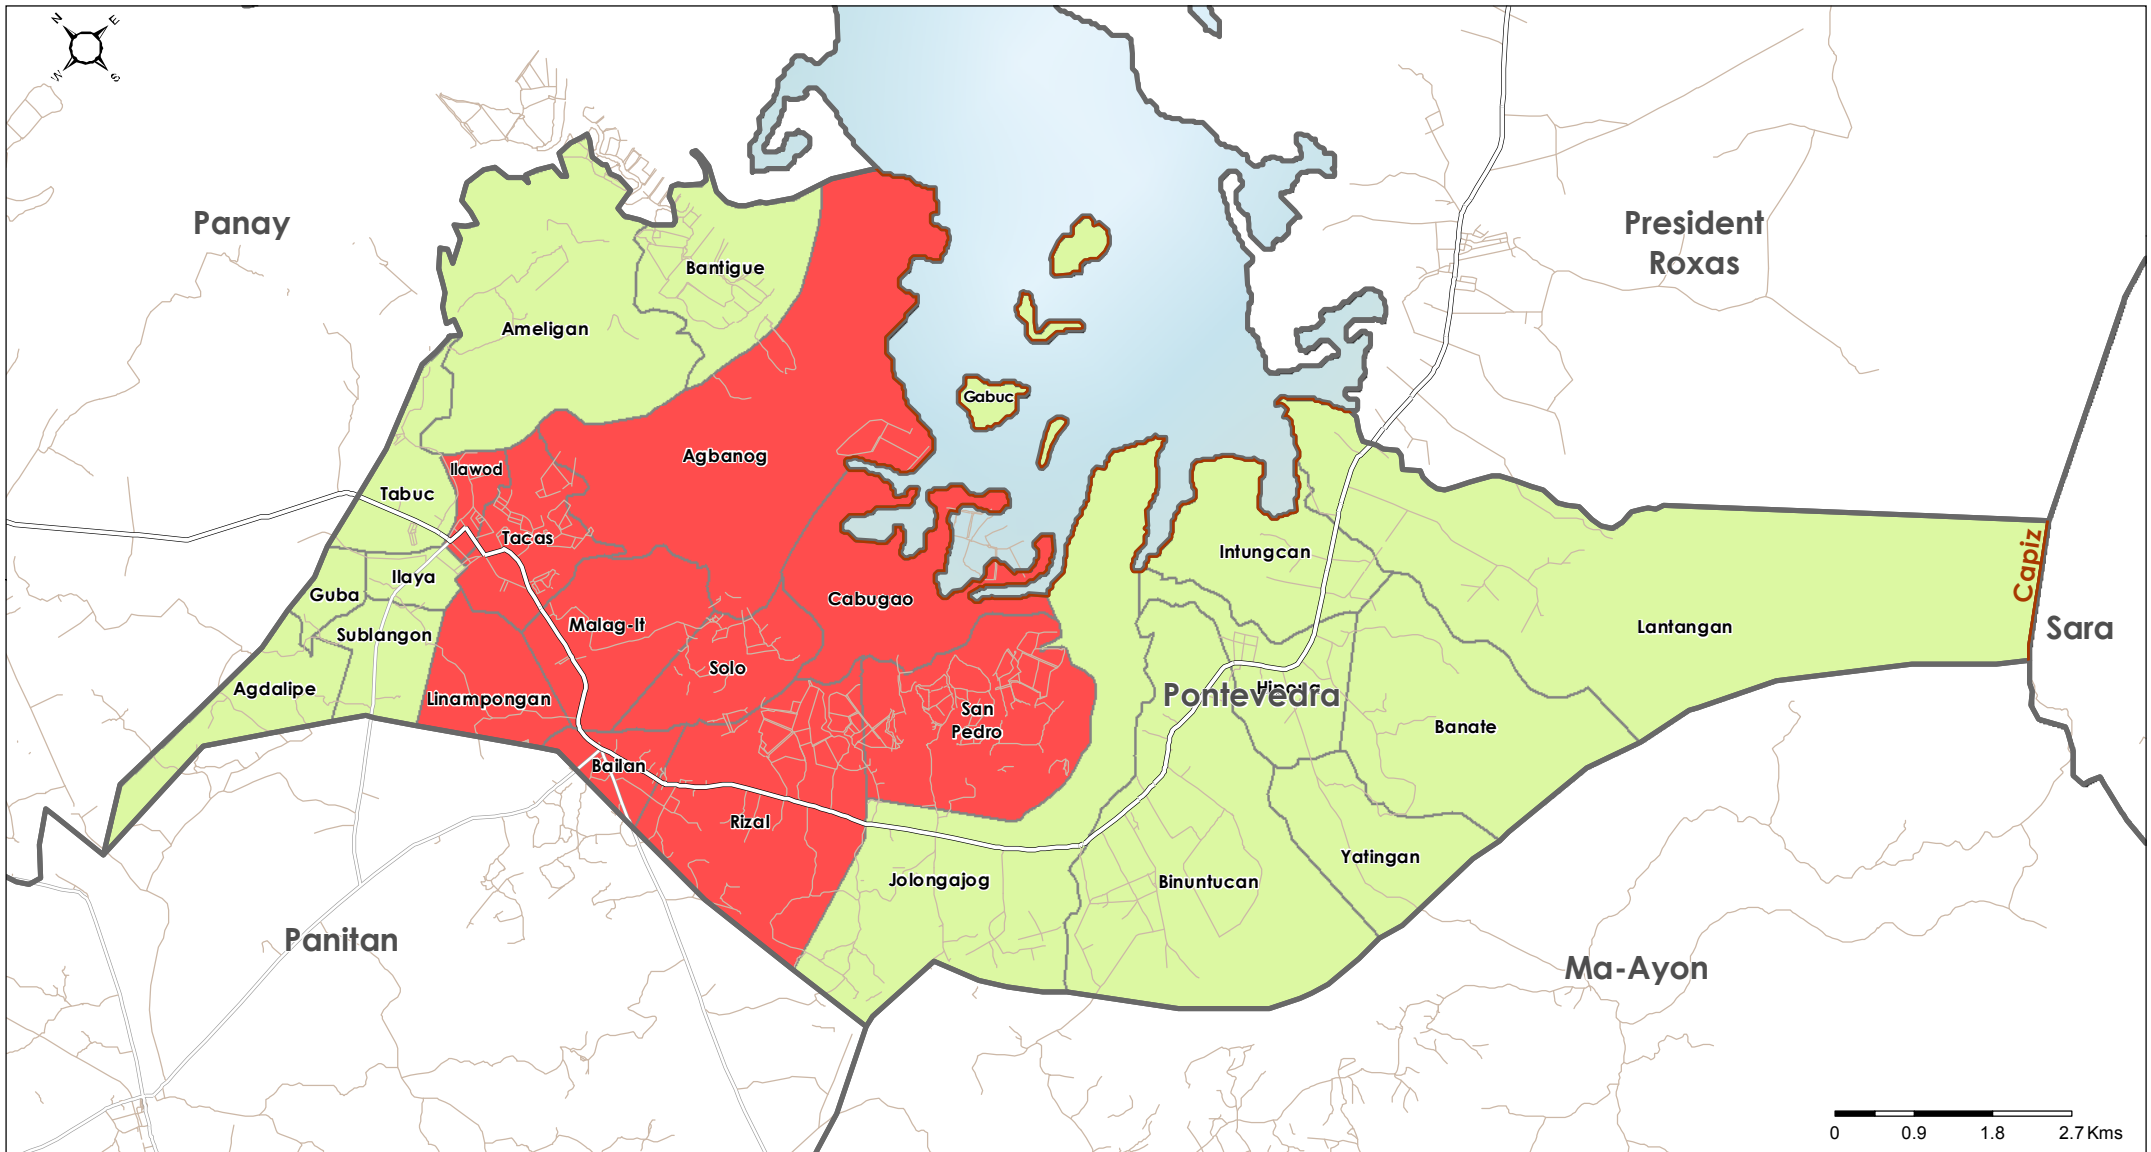 N
E
W
S
Panay
President
Roxas
Bantigue
Ameligan
Gabuc
Agbanog
Ilawod
Tabuc
Tacas
Intungcan
Capiz
Ilaya
Guba
Cabugao
Malag-It
Lantangan
Sara
Sublangon
Solo
Agdalipe
Linampongan
Pontevedra
San
Pedro
Banate
Bailan
Rizal
Yatingan
Jolongajog
Binuntucan
Panitan
Ma-Ayon
0 0.9 1.8 2.7 Kms